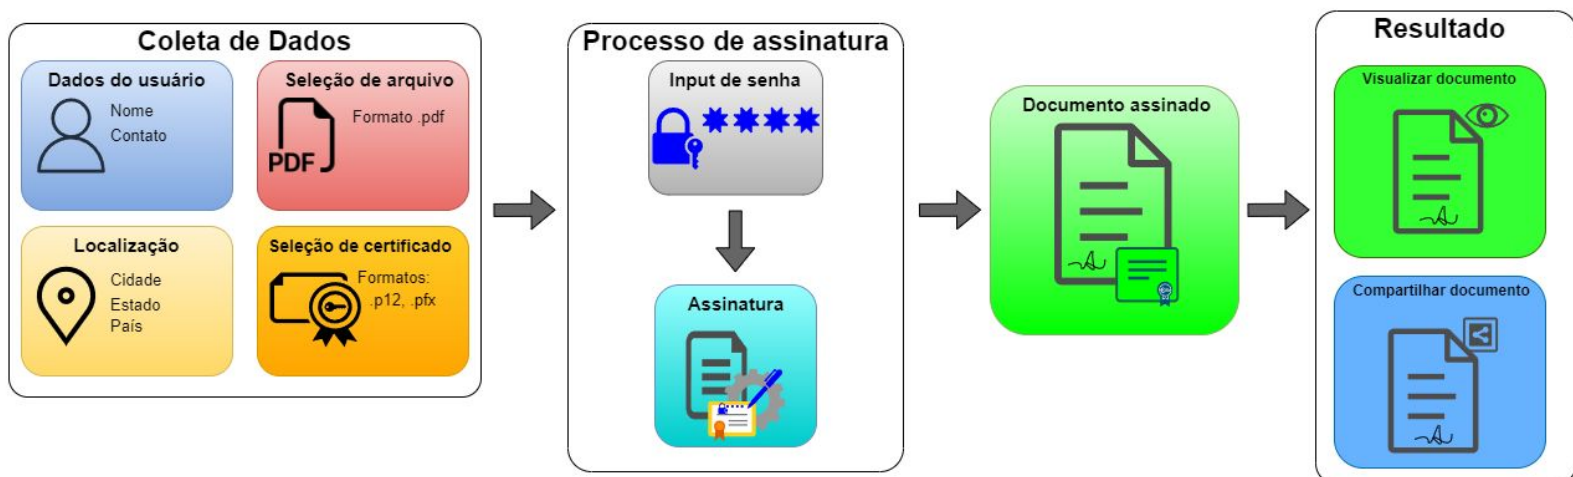 Coleta de Dados
Dados do usuário
Nome
Contato
Seleção de arquivo
Formato .pdf
PDF
Localização
Cidade
Estado
País
Seleção de certificado
Formatos:
.p12, .pfx
Processo de assinatura
Input de senha
Assinatura
Documento assinado
Resultado
Visualizar documento
Compartilhar documento